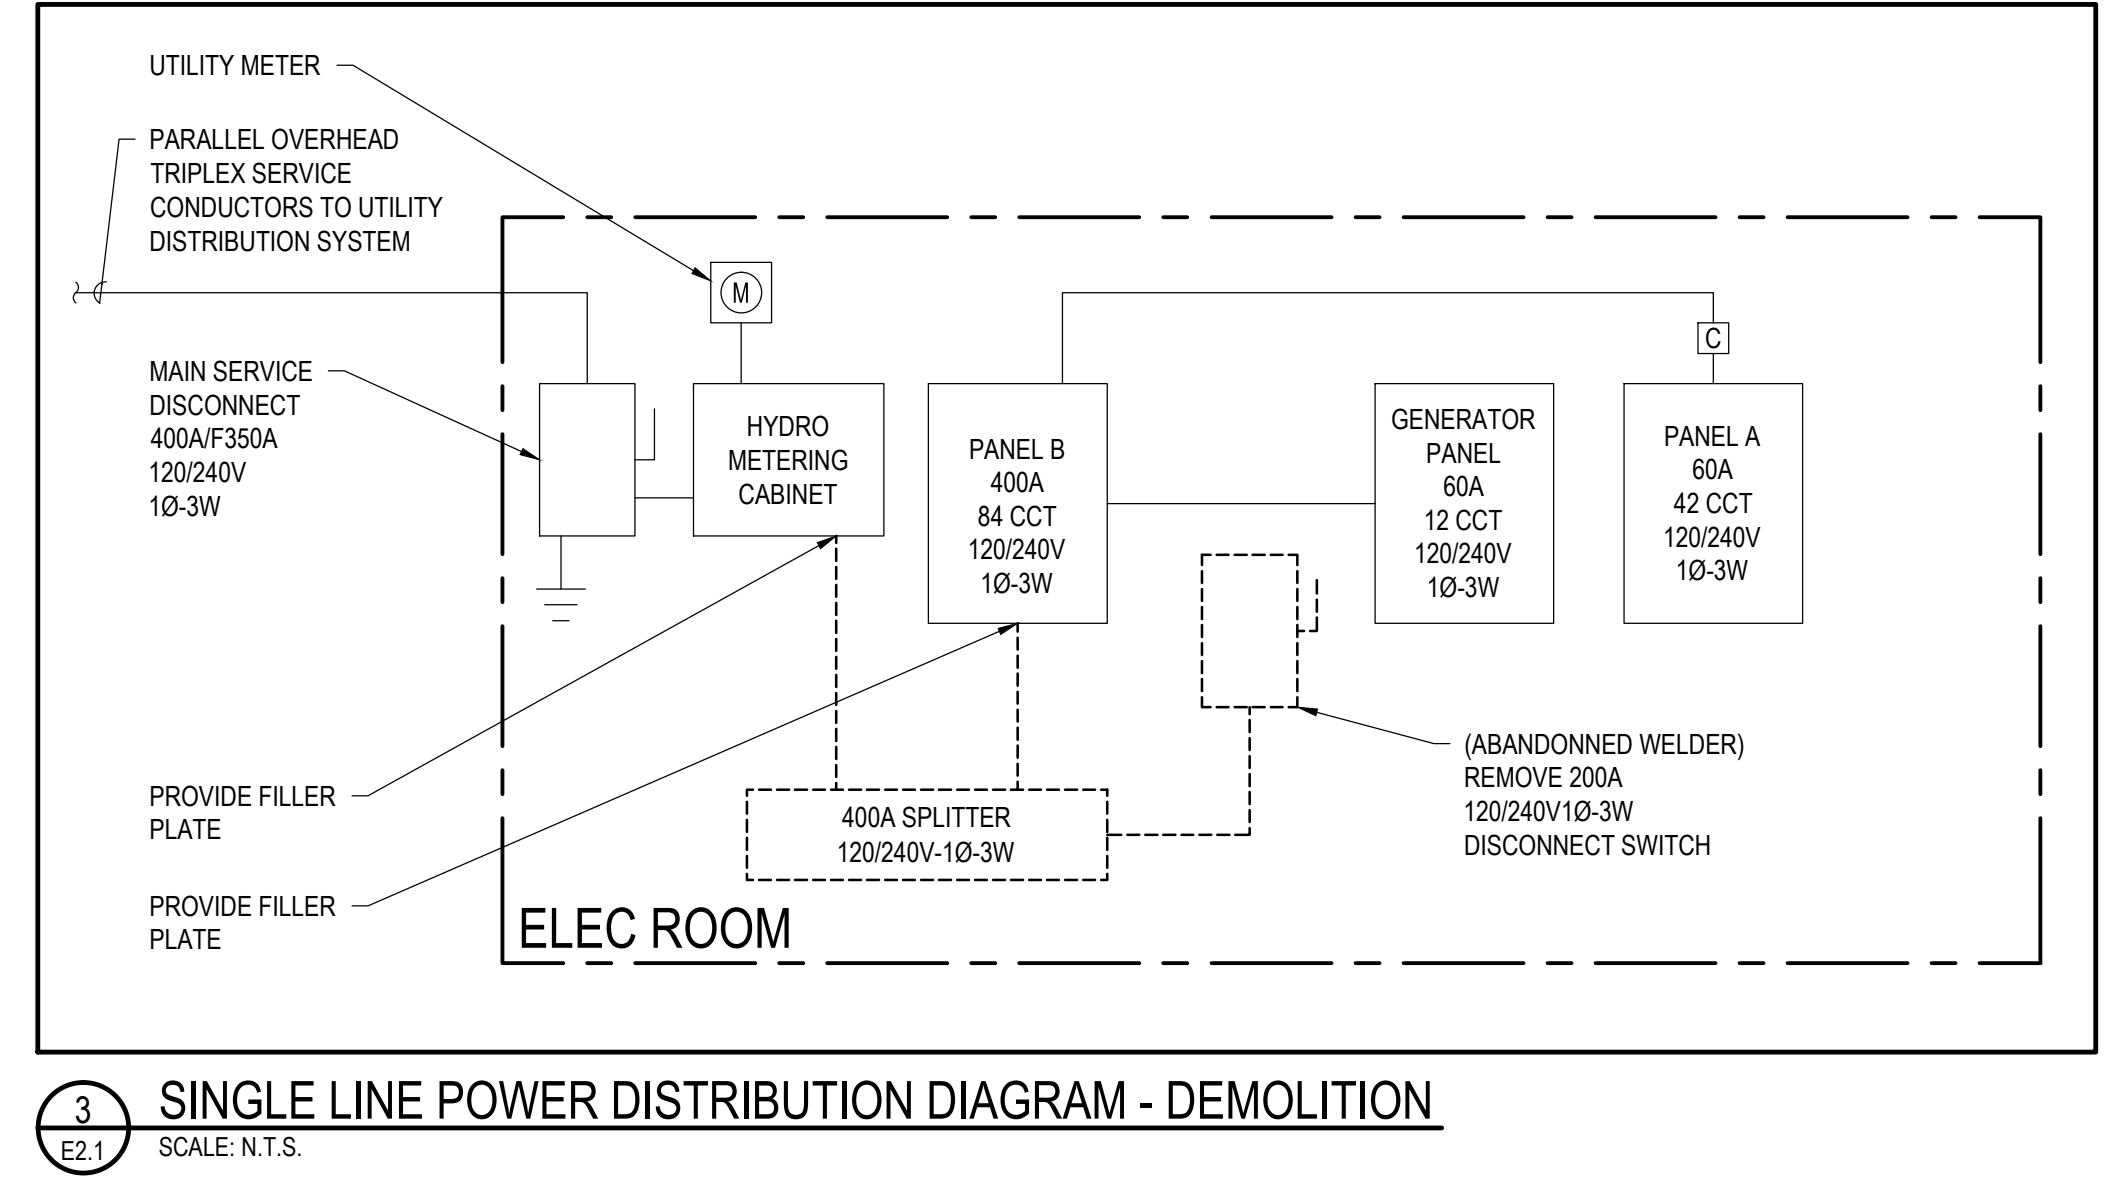 UTILITY METER
PARALLEL OVERHEAD
TRIPLEX SERVICE
CONDUCTORS TO UTILITY
DISTRIBUTION SYSTEM
M
C
MAIN SERVICE
DISCONNECT
400A/F350A
120/240V
1Ø-3W
HYDRO
METERING
CABINET
PANEL B
400A
84 CCT
120/240V
1Ø-3W
GENERATOR
PANEL
60A
12 CCT
120/240V
1Ø-3W
PANEL A
60A
42 CCT
120/240V
1Ø-3W
(ABANDONNED WELDER)
REMOVE 200A
120/240V1Ø-3W
DISCONNECT SWITCH
PROVIDE FILLER
PLATE
400A SPLITTER
120/240V-1Ø-3W
PROVIDE FILLER
PLATE
ELEC ROOM
3
E2.1
SINGLE LINE POWER DISTRIBUTION DIAGRAM - DEMOLITION
SCALE: N.T.S.